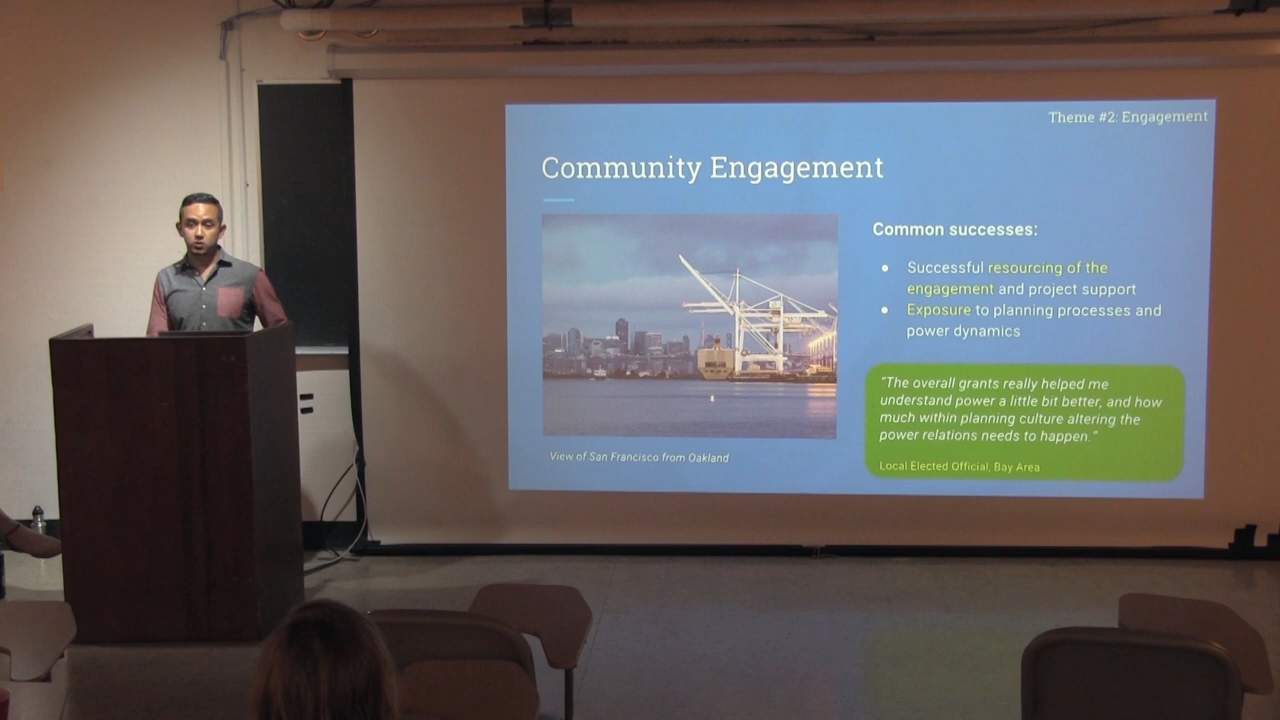 Theme #2: Engagement
Community Engagement
Common successes:
● Successful resourcing of the
engagement and project support
● Exposure to planning processes and
power dynamics
"The overall grants really helped me
understand power a little bit better, and how
much within planning culture altering the
power relations needs to happen."
Local Elected Official, Bay Area
View of San Francisco from Oakland